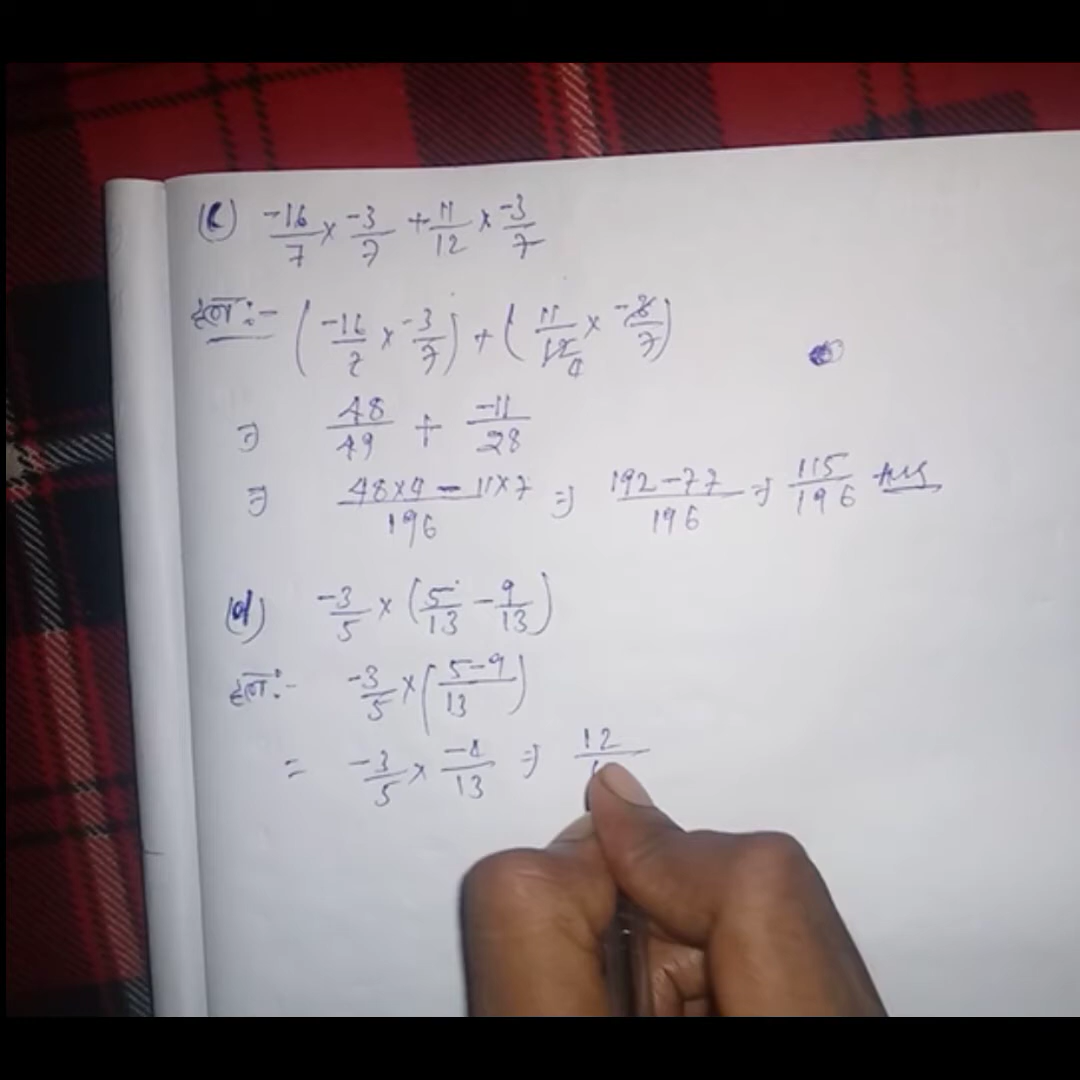 (c) -16/7 × -3/7 + 11/12 × -3/7
हल:- (-16/7 × -3/7) + (11/12 4 × -3/7)
⇒ 48/49 + -11/28
⇒ 48×4 - 11×7/196 ⇒ 192-77/196 ⇒ 115/196 Ans
(d) -3/5 × (5/13 - 9/13)
हल:- -3/5 × (5-9/13)
= -3/5 × -4/13 ⇒ 12/